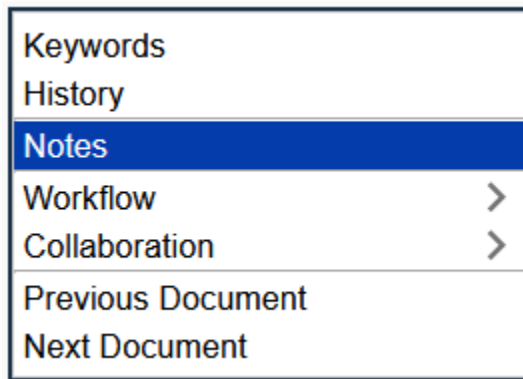 Keywords
History
Notes
Workflow
Collaboration
Previous Document
Next Document